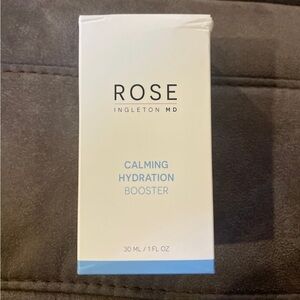 ROSE
INGLETON MD
CALMING
HYDRATION
BOOSTER
30 ML / 1 FL OZ